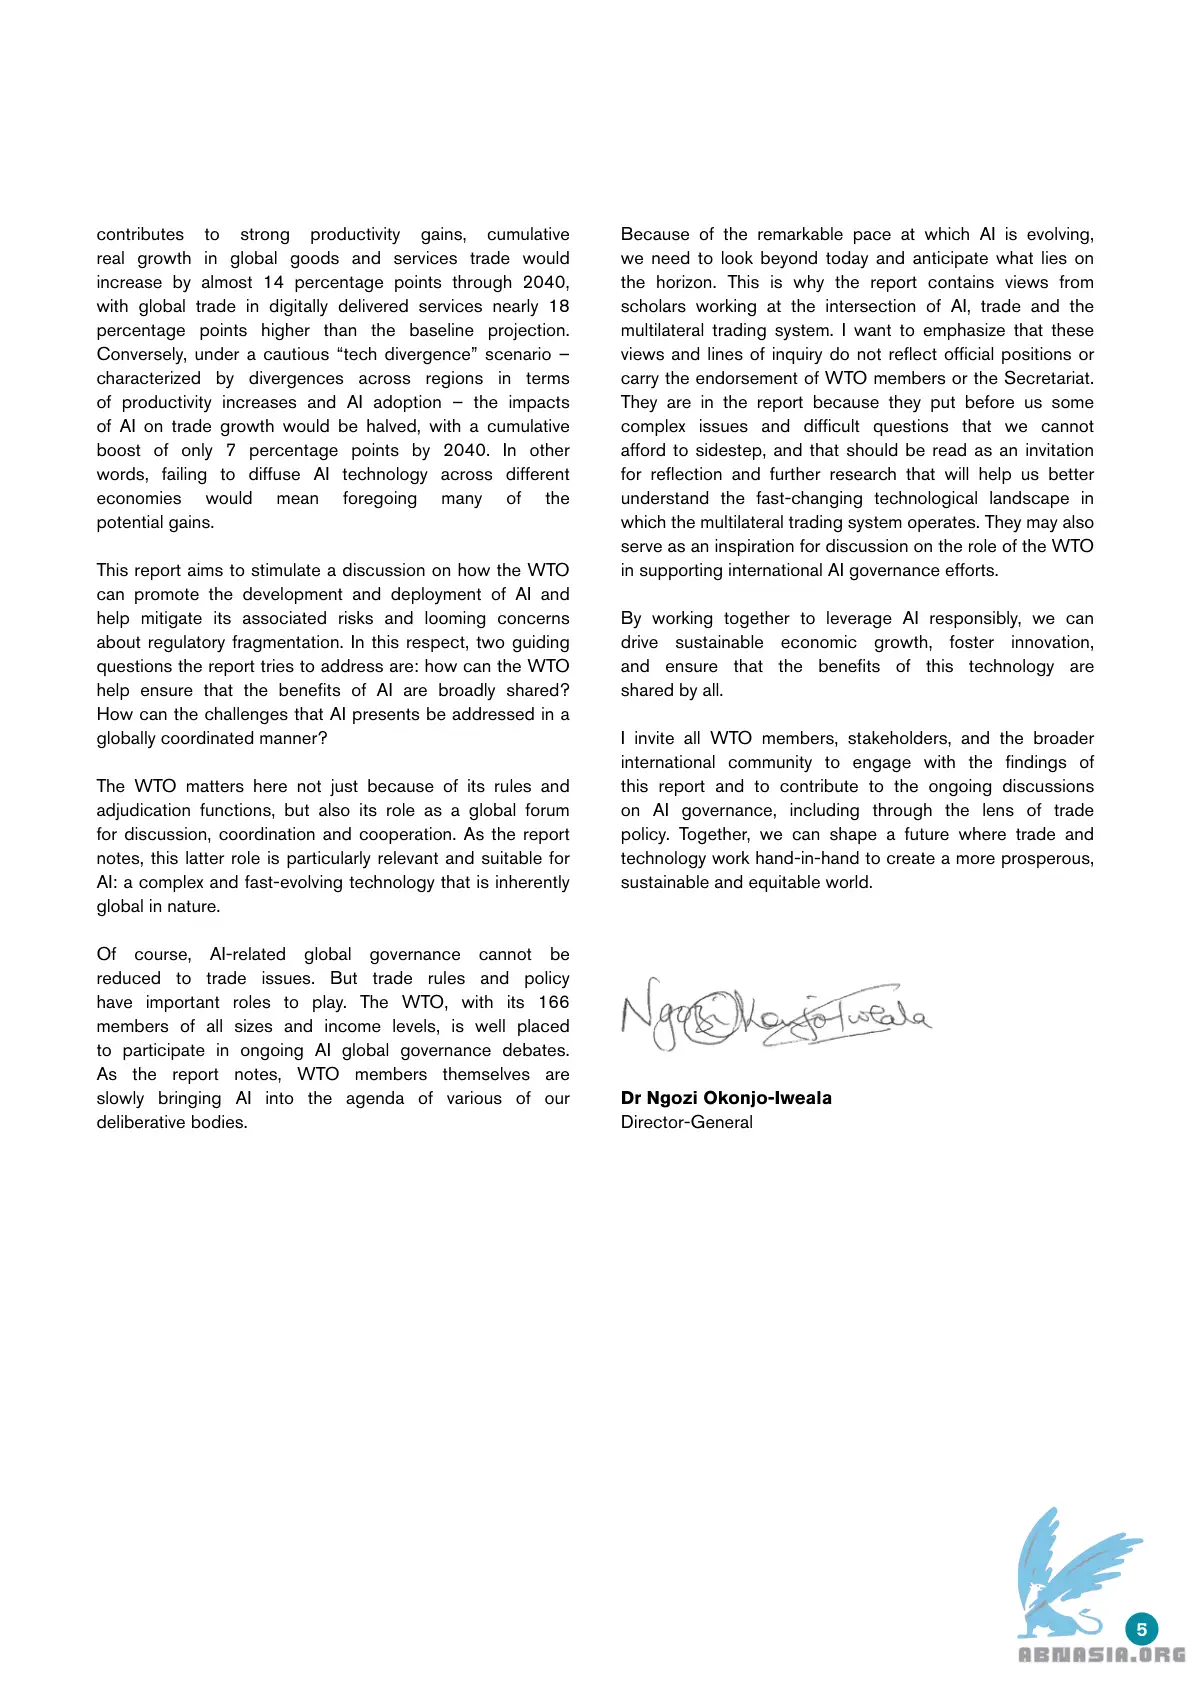 contributes to strong productivity gains, cumulative
real growth in global goods and services trade would
increase by almost 14 percentage points through 2040,
with global trade in digitally delivered services nearly 18
percentage points higher than the baseline projection.
Conversely, under a cautious “tech divergence” scenario –
characterized by divergences across regions in terms
of productivity increases and AI adoption – the impacts
of AI on trade growth would be halved, with a cumulative
boost of only 7 percentage points by 2040. In other
words, failing to diffuse AI technology across different
economies would mean foregoing many of the
potential gains.
This report aims to stimulate a discussion on how the WTO
can promote the development and deployment of AI and
help mitigate its associated risks and looming concerns
about regulatory fragmentation. In this respect, two guiding
questions the report tries to address are: how can the WTO
help ensure that the benefits of AI are broadly shared?
How can the challenges that AI presents be addressed in a
globally coordinated manner?
The WTO matters here not just because of its rules and
adjudication functions, but also its role as a global forum
for discussion, coordination and cooperation. As the report
notes, this latter role is particularly relevant and suitable for
AI: a complex and fast-evolving technology that is inherently
global in nature.
Of course, AI-related global governance cannot be
reduced to trade issues. But trade rules and policy
have important roles to play. The WTO, with its 166
members of all sizes and income levels, is well placed
to participate in ongoing AI global governance debates.
As the report notes, WTO members themselves are
slowly bringing AI into the agenda of various of our
deliberative bodies.
Because of the remarkable pace at which AI is evolving,
we need to look beyond today and anticipate what lies on
the horizon. This is why the report contains views from
scholars working at the intersection of AI, trade and the
multilateral trading system. I want to emphasize that these
views and lines of inquiry do not reflect official positions or
carry the endorsement of WTO members or the Secretariat.
They are in the report because they put before us some
complex issues and difficult questions that we cannot
afford to sidestep, and that should be read as an invitation
for reflection and further research that will help us better
understand the fast-changing technological landscape in
which the multilateral trading system operates. They may also
serve as an inspiration for discussion on the role of the WTO
in supporting international AI governance efforts.
By working together to leverage AI responsibly, we can
drive sustainable economic growth, foster innovation,
and ensure that the benefits of this technology are
shared by all.
I invite all WTO members, stakeholders, and the broader
international community to engage with the findings of
this report and to contribute to the ongoing discussions
on AI governance, including through the lens of trade
policy. Together, we can shape a future where trade and
technology work hand-in-hand to create a more prosperous,
sustainable and equitable world.
Ngozi Okonjo-Iweala
Dr Ngozi Okonjo-Iweala
Director-General
5
ABNASIA.ORG